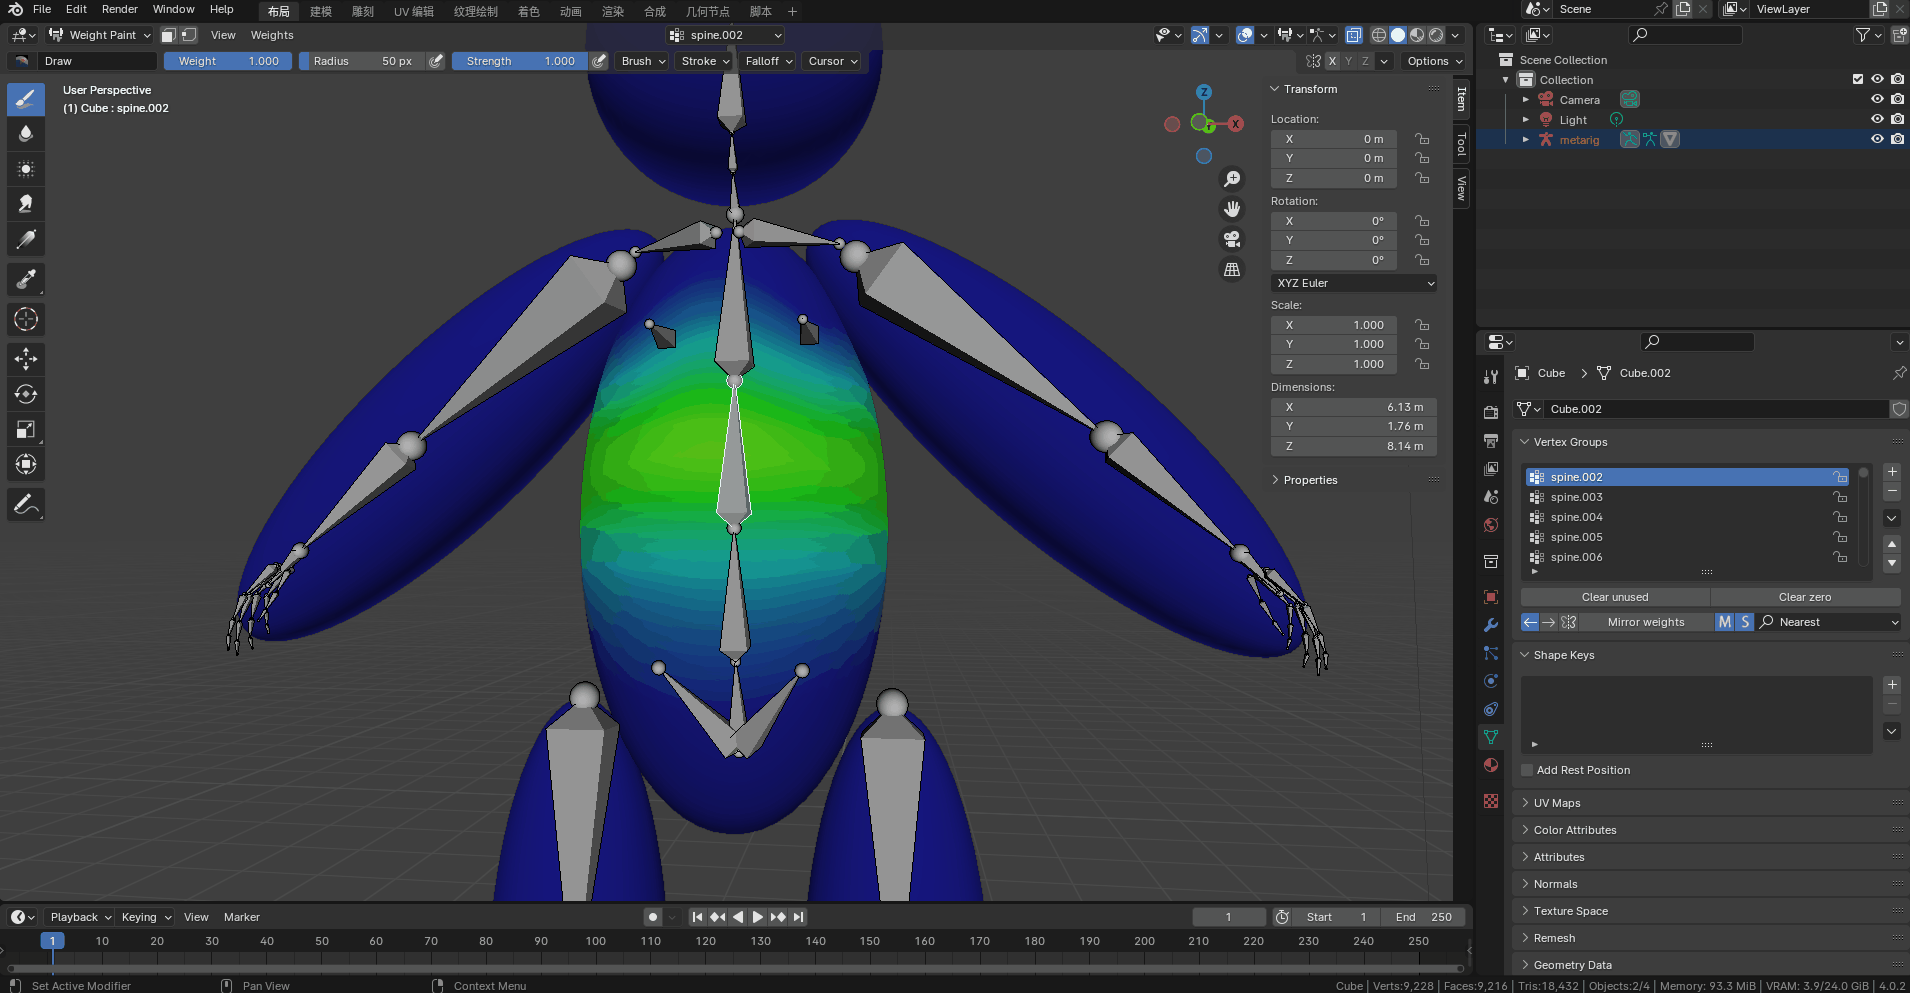 File Edit Render Window Help 布局 建模 雕刻 UV 编辑 纹理绘制 着色 动画 渲染 合成 几何节点 脚本 + Scene ViewLayer
Weight Paint View Weights spine.002
Draw Weight 1.000 Radius 50 px Strength 1.000 Brush Stroke Falloff Cursor X Y Z Options
User Perspective
(1) Cube : spine.002
Z
Y
X
Transform
Location:
X 0 m
Y 0 m
Z 0 m
Rotation:
X 0°
Y 0°
Z 0°
XYZ Euler
Scale:
X 1.000
Y 1.000
Z 1.000
Dimensions:
X 6.13 m
Y 1.76 m
Z 8.14 m
Properties
Item
Tool
View
Scene Collection
Collection
Camera
Light
metarig
Cube > Cube.002
Cube.002
Vertex Groups
spine.002
spine.003
spine.004
spine.005
spine.006
Clear unused Clear zero
Mirror weights M S Nearest
Shape Keys
Add Rest Position
UV Maps
Color Attributes
Attributes
Normals
Texture Space
Remesh
Geometry Data
Playback Keying View Marker 1 Start 1 End 250
1 10 20 30 40 50 60 70 80 90 100 110 120 130 140 150 160 170 180 190 200 210 220 230 240 250
Set Active Modifier Pan View Context Menu Cube | Verts:9,228 | Faces:9,216 | Tris:18,432 | Objects:2/4 | Memory: 93.3 MiB | VRAM: 3.9/24.0 GiB | 4.0.2